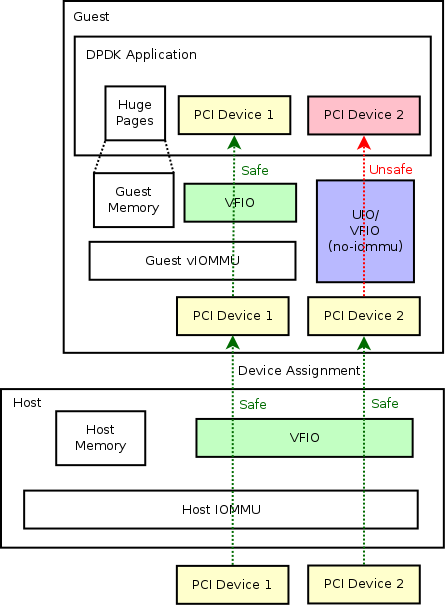 Guest
DPDK Application
Huge
Pages
PCI Device 1
PCI Device 2
Safe
Unsafe
Guest
Memory
VFIO
UIO/
VFIO
(no-iommu)
Guest vIOMMU
PCI Device 1
PCI Device 2
Device Assignment
Host
Safe
Safe
Host
Memory
VFIO
Host IOMMU
PCI Device 1
PCI Device 2